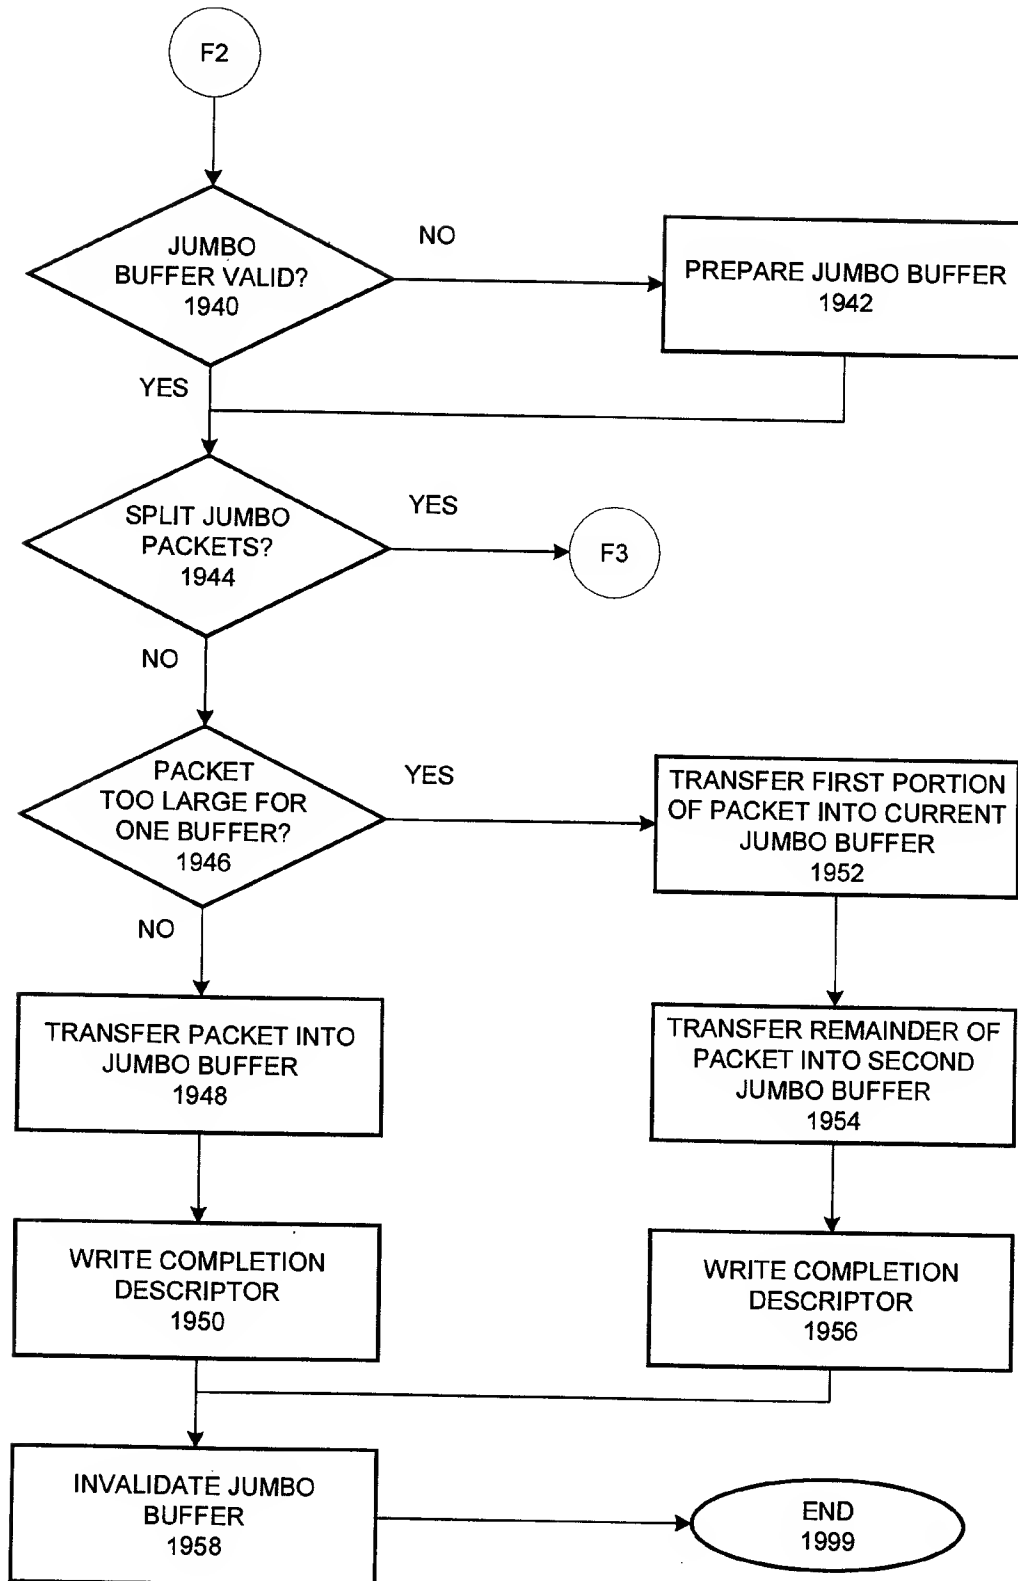 F2
JUMBO
BUFFER VALID?
1940
NO
PREPARE JUMBO BUFFER
1942
YES
SPLIT JUMBO
PACKETS?
1944
YES
F3
NO
PACKET
TOO LARGE FOR
ONE BUFFER?
1946
YES
TRANSFER FIRST PORTION
OF PACKET INTO CURRENT
JUMBO BUFFER
1952
NO
TRANSFER PACKET INTO
JUMBO BUFFER
1948
TRANSFER REMAINDER OF
PACKET INTO SECOND
JUMBO BUFFER
1954
WRITE COMPLETION
DESCRIPTOR
1950
WRITE COMPLETION
DESCRIPTOR
1956
INVALIDATE JUMBO
BUFFER
1958
END
1999